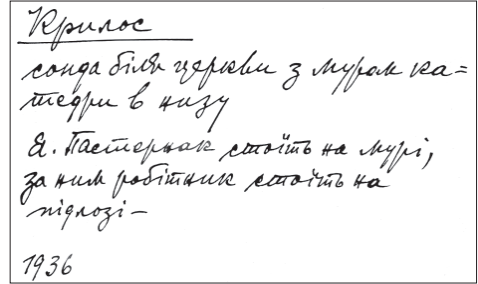 Крилос
сонда біля церкви з муром ка=
тедри в низу
Я. Пастернак стоїть на мурі,
за ним робітник стоїть на
підлозі –
1936